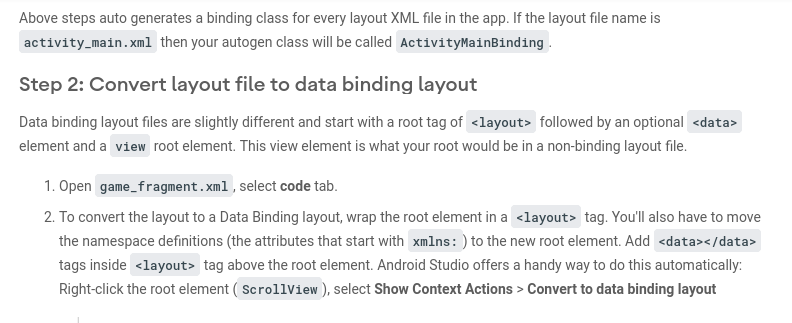 Above steps auto generates a binding class for every layout XML file in the app. If the layout file name is
activity_main.xml then your autogen class will be called ActivityMainBinding.
Step 2: Convert layout file to data binding layout
Data binding layout files are slightly different and start with a root tag of <layout> followed by an optional <data>
element and a view root element. This view element is what your root would be in a non-binding layout file.
1. Open game_fragment.xml, select code tab.
2. To convert the layout to a Data Binding layout, wrap the root element in a <layout> tag. You'll also have to move
the namespace definitions (the attributes that start with xmlns:) to the new root element. Add <data></data>
tags inside <layout> tag above the root element. Android Studio offers a handy way to do this automatically:
Right-click the root element (ScrollView), select Show Context Actions > Convert to data binding layout